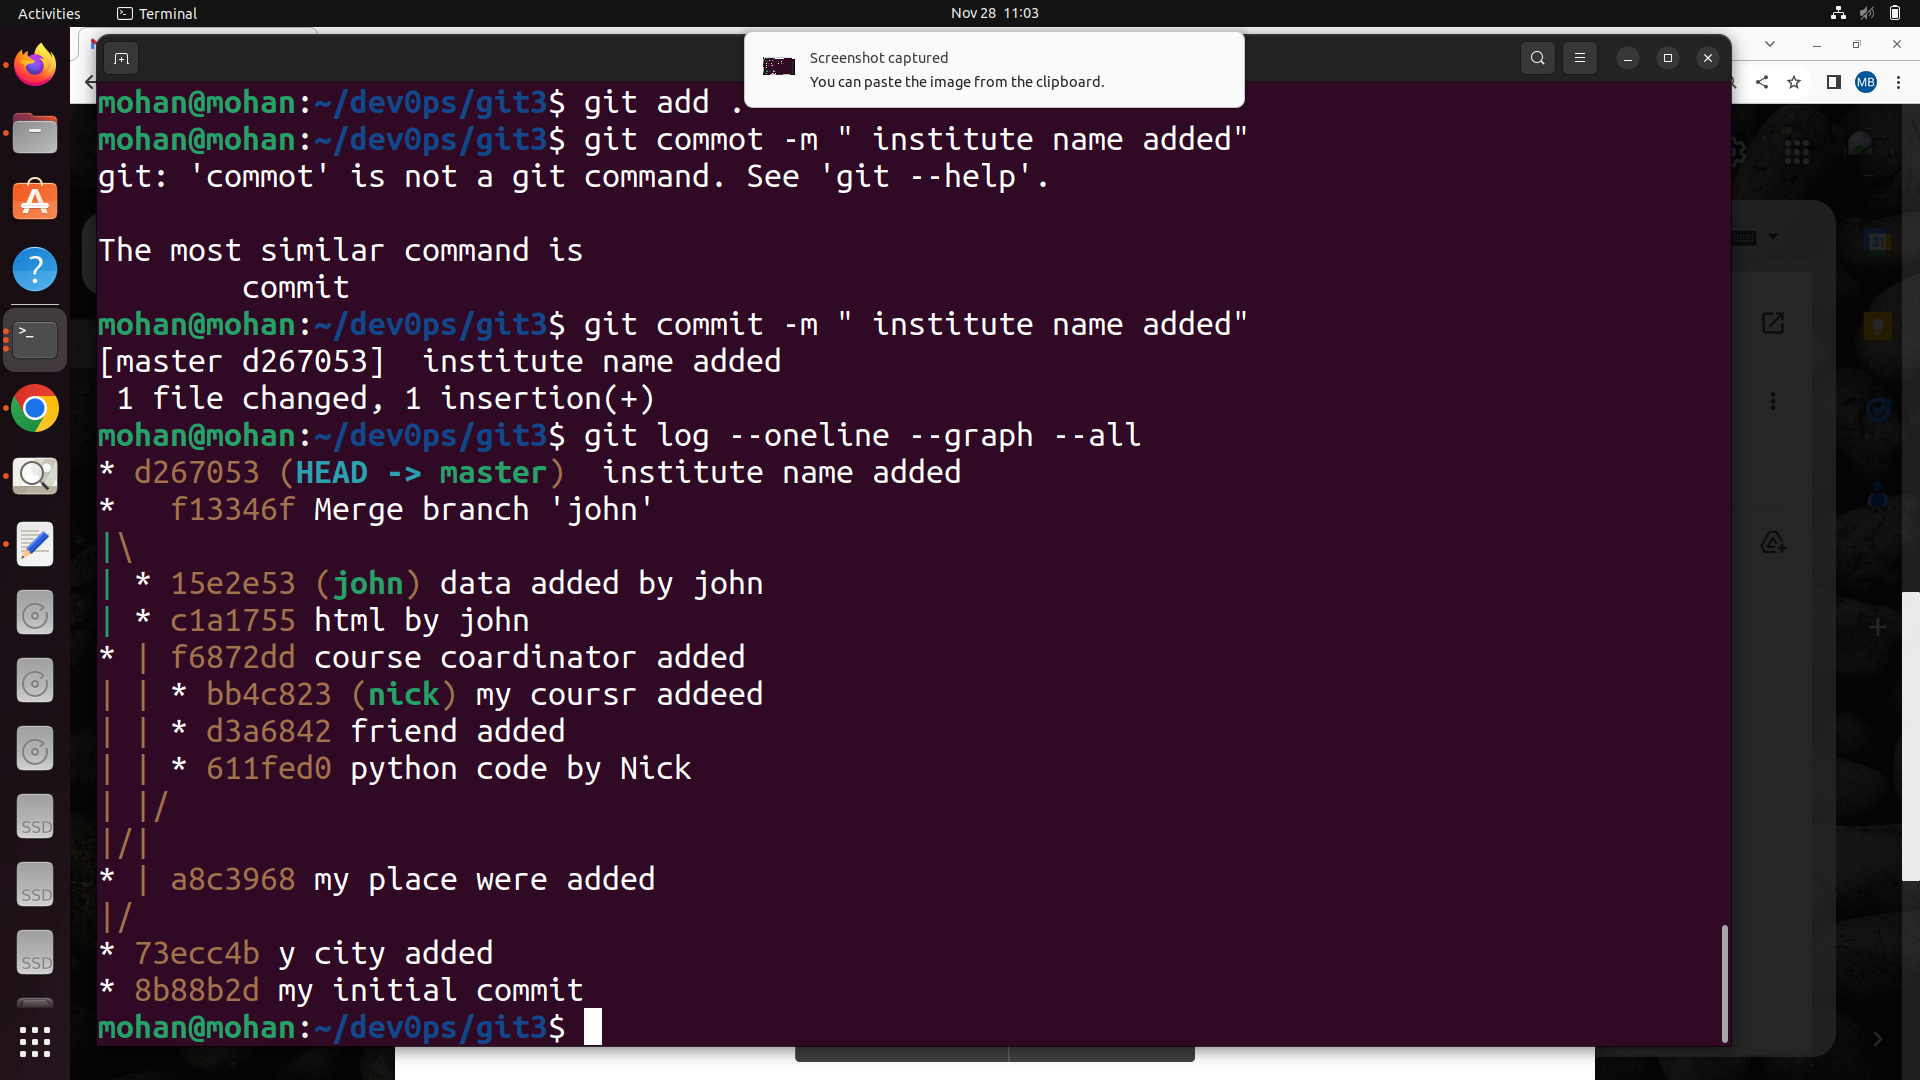 Activities
Terminal
Nov 28 11:03
Screenshot captured
You can paste the image from the clipboard.
MB
mohan@mohan:~/dev0ps/git3$ git add .
mohan@mohan:~/dev0ps/git3$ git commot -m " institute name added"
git: 'commot' is not a git command. See 'git --help'.
The most similar command is
commit
mohan@mohan:~/dev0ps/git3$ git commit -m " institute name added"
[master d267053]  institute name added
 1 file changed, 1 insertion(+)
mohan@mohan:~/dev0ps/git3$ git log --oneline --graph --all
* d267053 (HEAD -> master)  institute name added
*   f13346f Merge branch 'john'
|\
| * 15e2e53 (john) data added by john
| * c1a1755 html by john
* | f6872dd course coardinator added
| | * bb4c823 (nick) my coursr addeed
| | * d3a6842 friend added
| | * 611fed0 python code by Nick
| |/
|/|
* | a8c3968 my place were added
|/
* 73ecc4b y city added
* 8b88b2d my initial commit
mohan@mohan:~/dev0ps/git3$
31
SSD
SSD
SSD